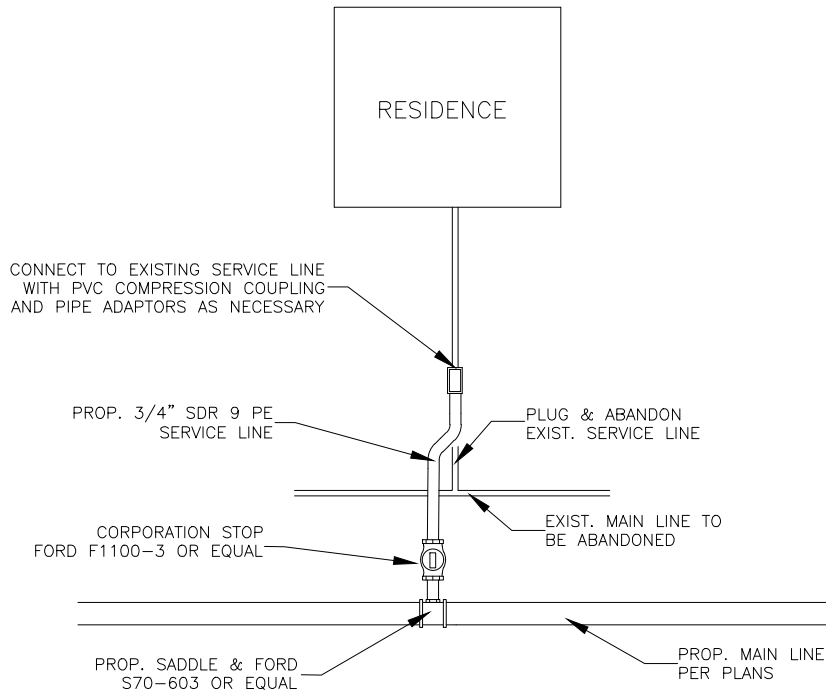 RESIDENCE
CONNECT TO EXISTING SERVICE LINE
WITH PVC COMPRESSION COUPLING
AND PIPE ADAPTORS AS NECESSARY
PROP. 3/4" SDR 9 PE
SERVICE LINE
PLUG & ABANDON
EXIST. SERVICE LINE
CORPORATION STOP
FORD F1100-3 OR EQUAL
EXIST. MAIN LINE TO
BE ABANDONED
PROP. SADDLE & FORD
S70-603 OR EQUAL
PROP. MAIN LINE
PER PLANS